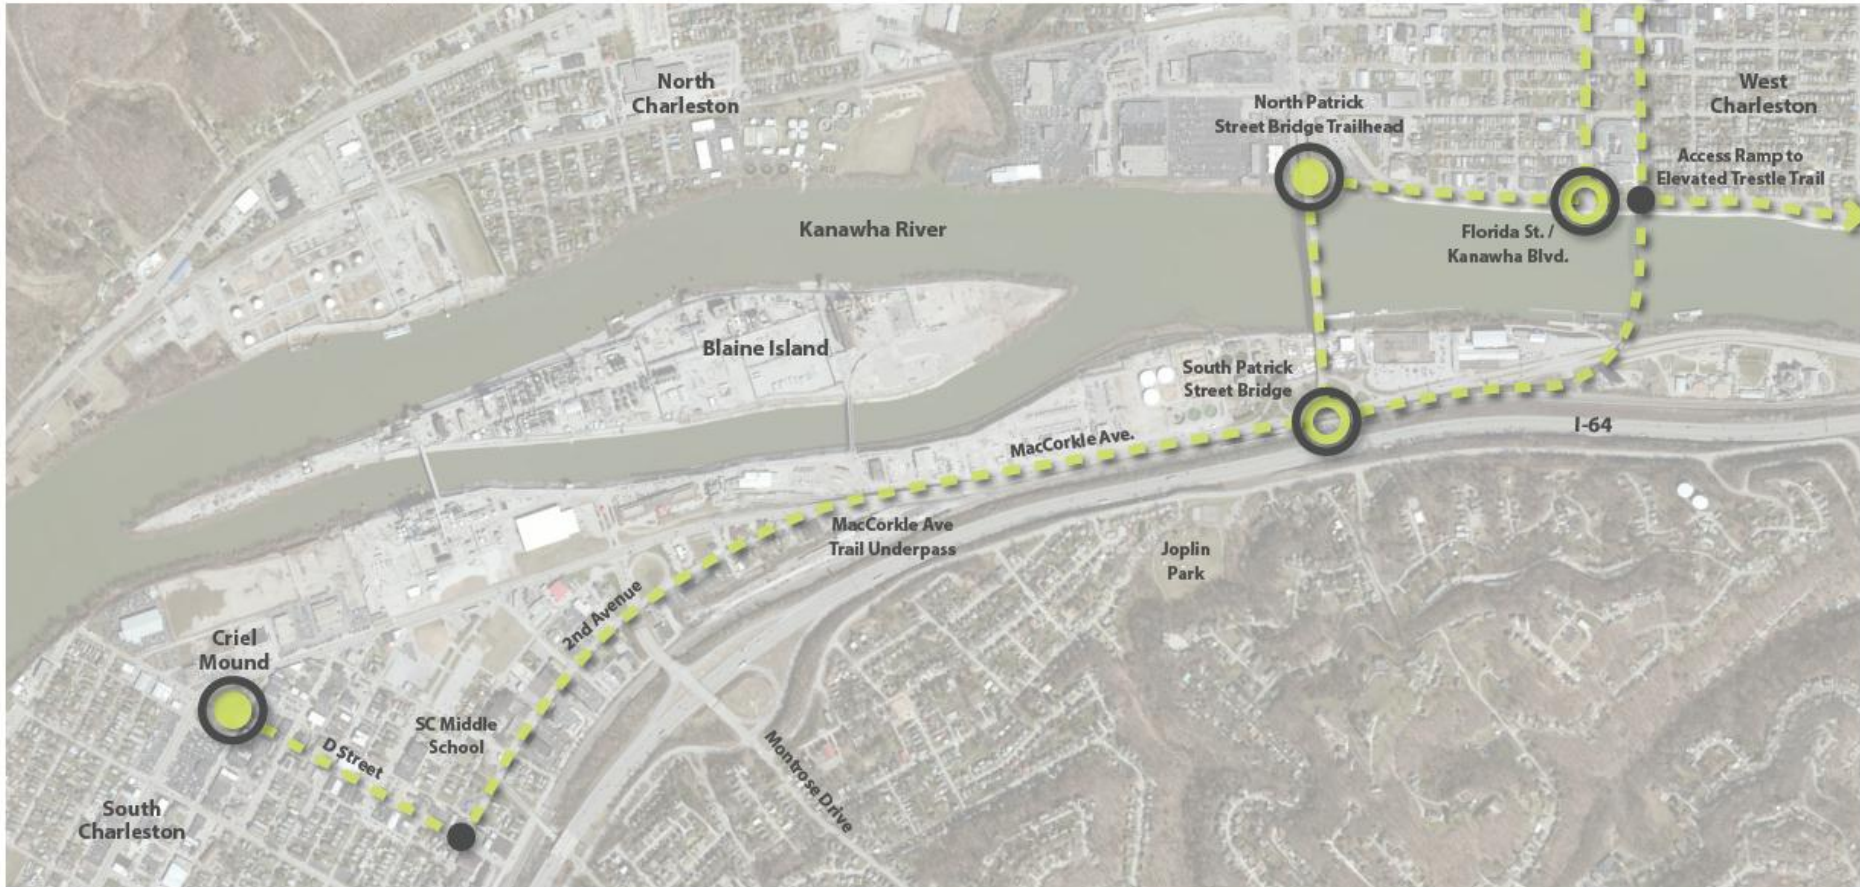 North
Charleston
West
Charleston
North Patrick
Street Bridge Trailhead
Access Ramp to
Elevated Trestle Trail
Kanawha River
Florida St. /
Kanawha Blvd.
Blaine Island
South Patrick
Street Bridge
I-64
MacCorkle Ave.
MacCorkle Ave
Trail Underpass
Joplin
Park
2nd Avenue
Criel
Mound
SC Middle
School
D Street
Montrose Drive
South
Charleston